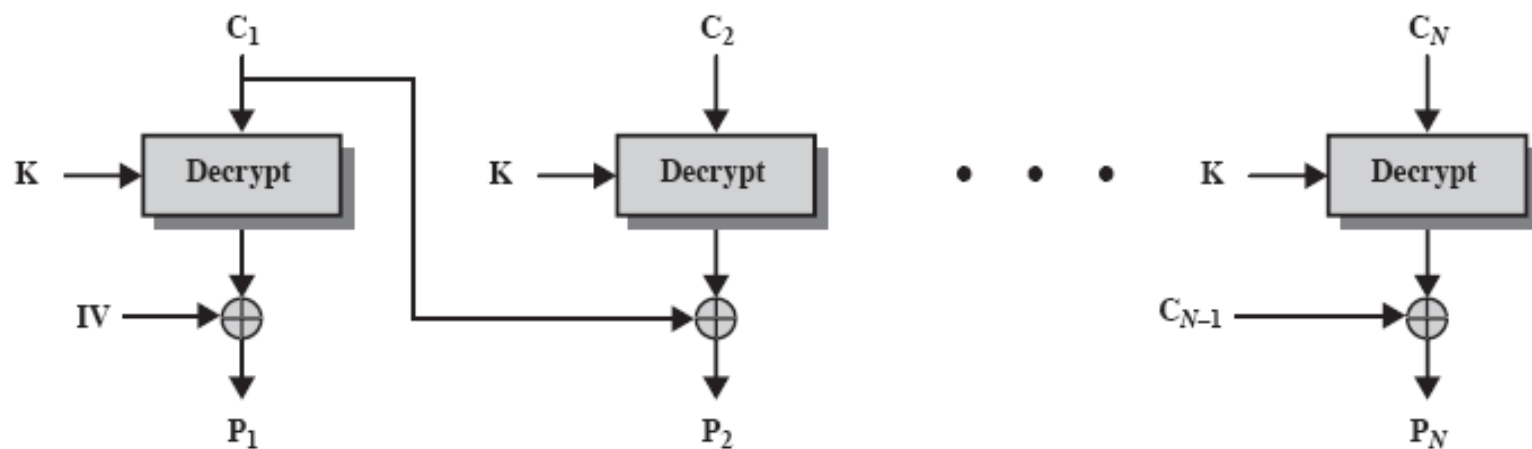 C1 C2 CN
K Decrypt K Decrypt • • • K Decrypt
IV CN–1
P1 P2 PN